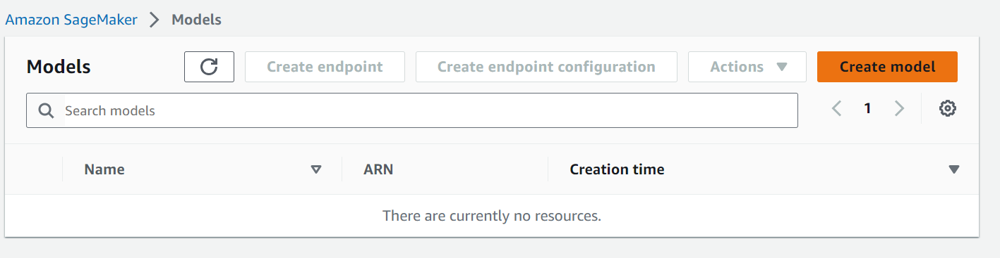 Amazon SageMaker > Models
Models Create endpoint Create endpoint configuration Actions Create model
Search models 1
Name ARN Creation time
There are currently no resources.